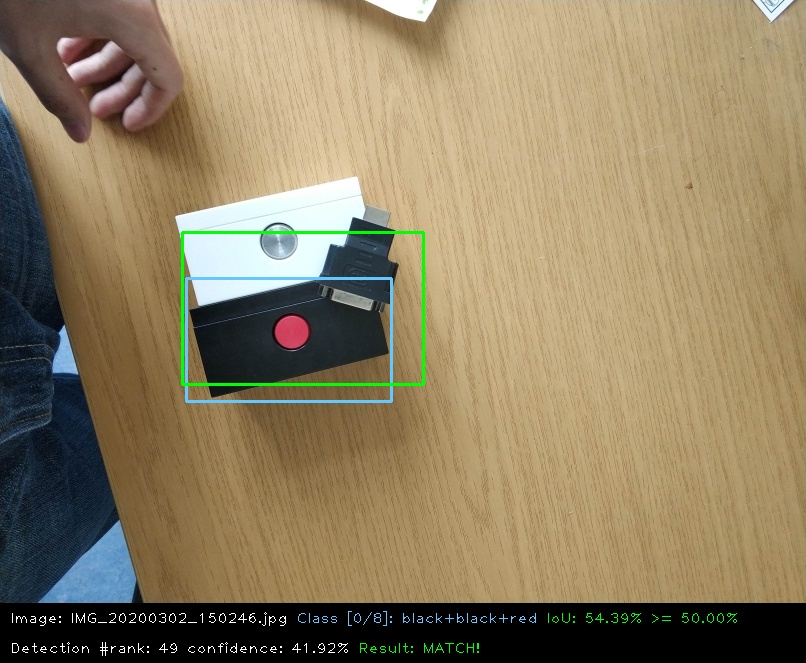 Image: IMG_20200302_150246.jpg Class [0/8]: black+black+red IoU: 54.39% >= 50.00%
Detection #rank: 49 confidence: 41.92% Result: MATCH!